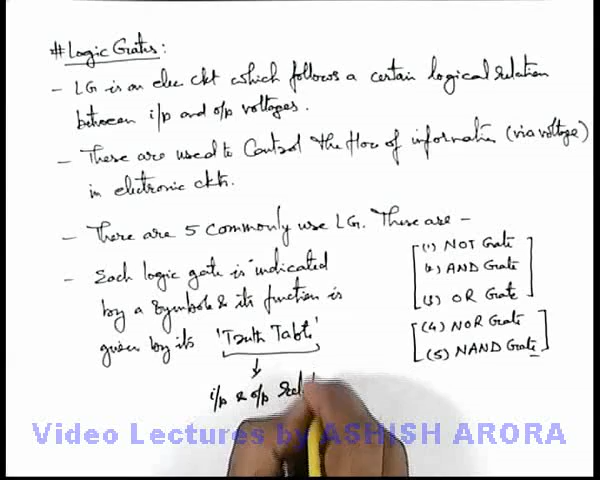 # Logic Gates :
- LG is an elec ckt which follows a certain logical relation
between i/p and o/p voltages.
- These are used to Control the flow of information (via voltage)
in electronic ckts.
- There are 5 commonly use LG. These are -
(1) NOT Gate
(2) AND Gate
(3) OR Gate
(4) NOR Gate
(5) NAND Gate
- Each logic gate is indicated
by a Symbol & its function is
given by its 'Truth Table'
i/p & o/p rel
Video Lectures by ASHISH ARORA